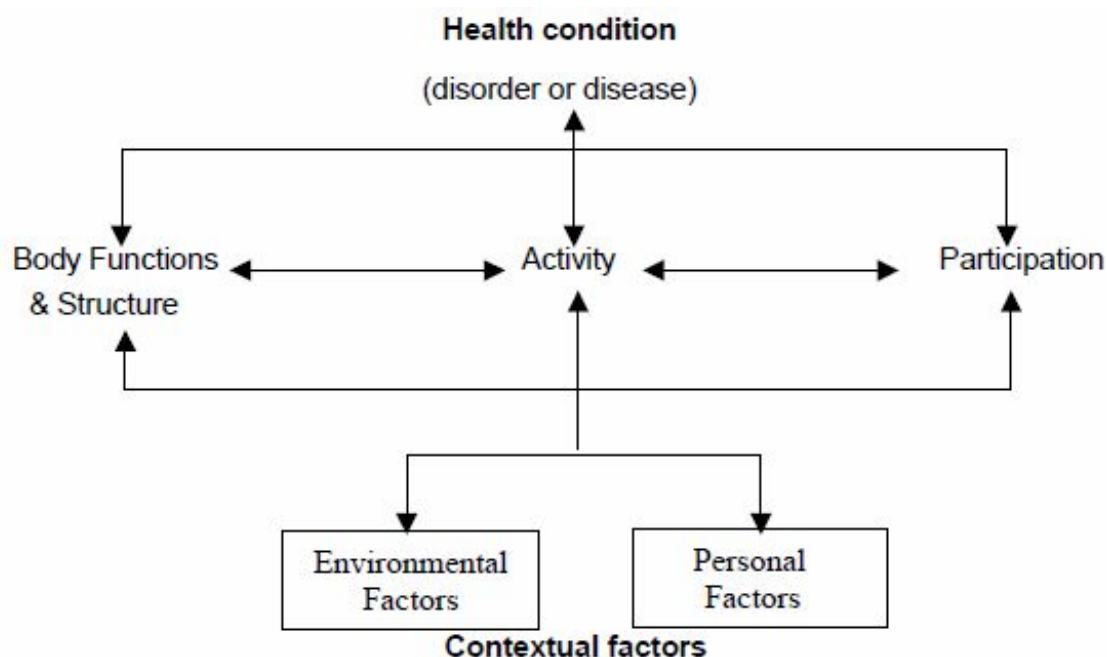 Health condition
(disorder or disease)
Body Functions
& Structure
Activity
Participation
Environmental
Factors
Personal
Factors
Contextual factors